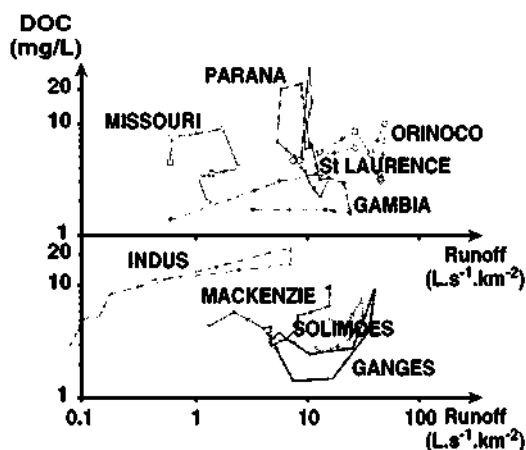 DOC
(mg/L)
20
PARANA
10
MISSOURI
ORINOCO
St LAURENCE
GAMBIA
1
Runoff
(L.s⁻¹.km⁻²)
20
INDUS
10
MACKENZIE
SOLIMOES
GANGES
1
0.1 1 10 100 Runoff
(L.s⁻¹.km⁻²)